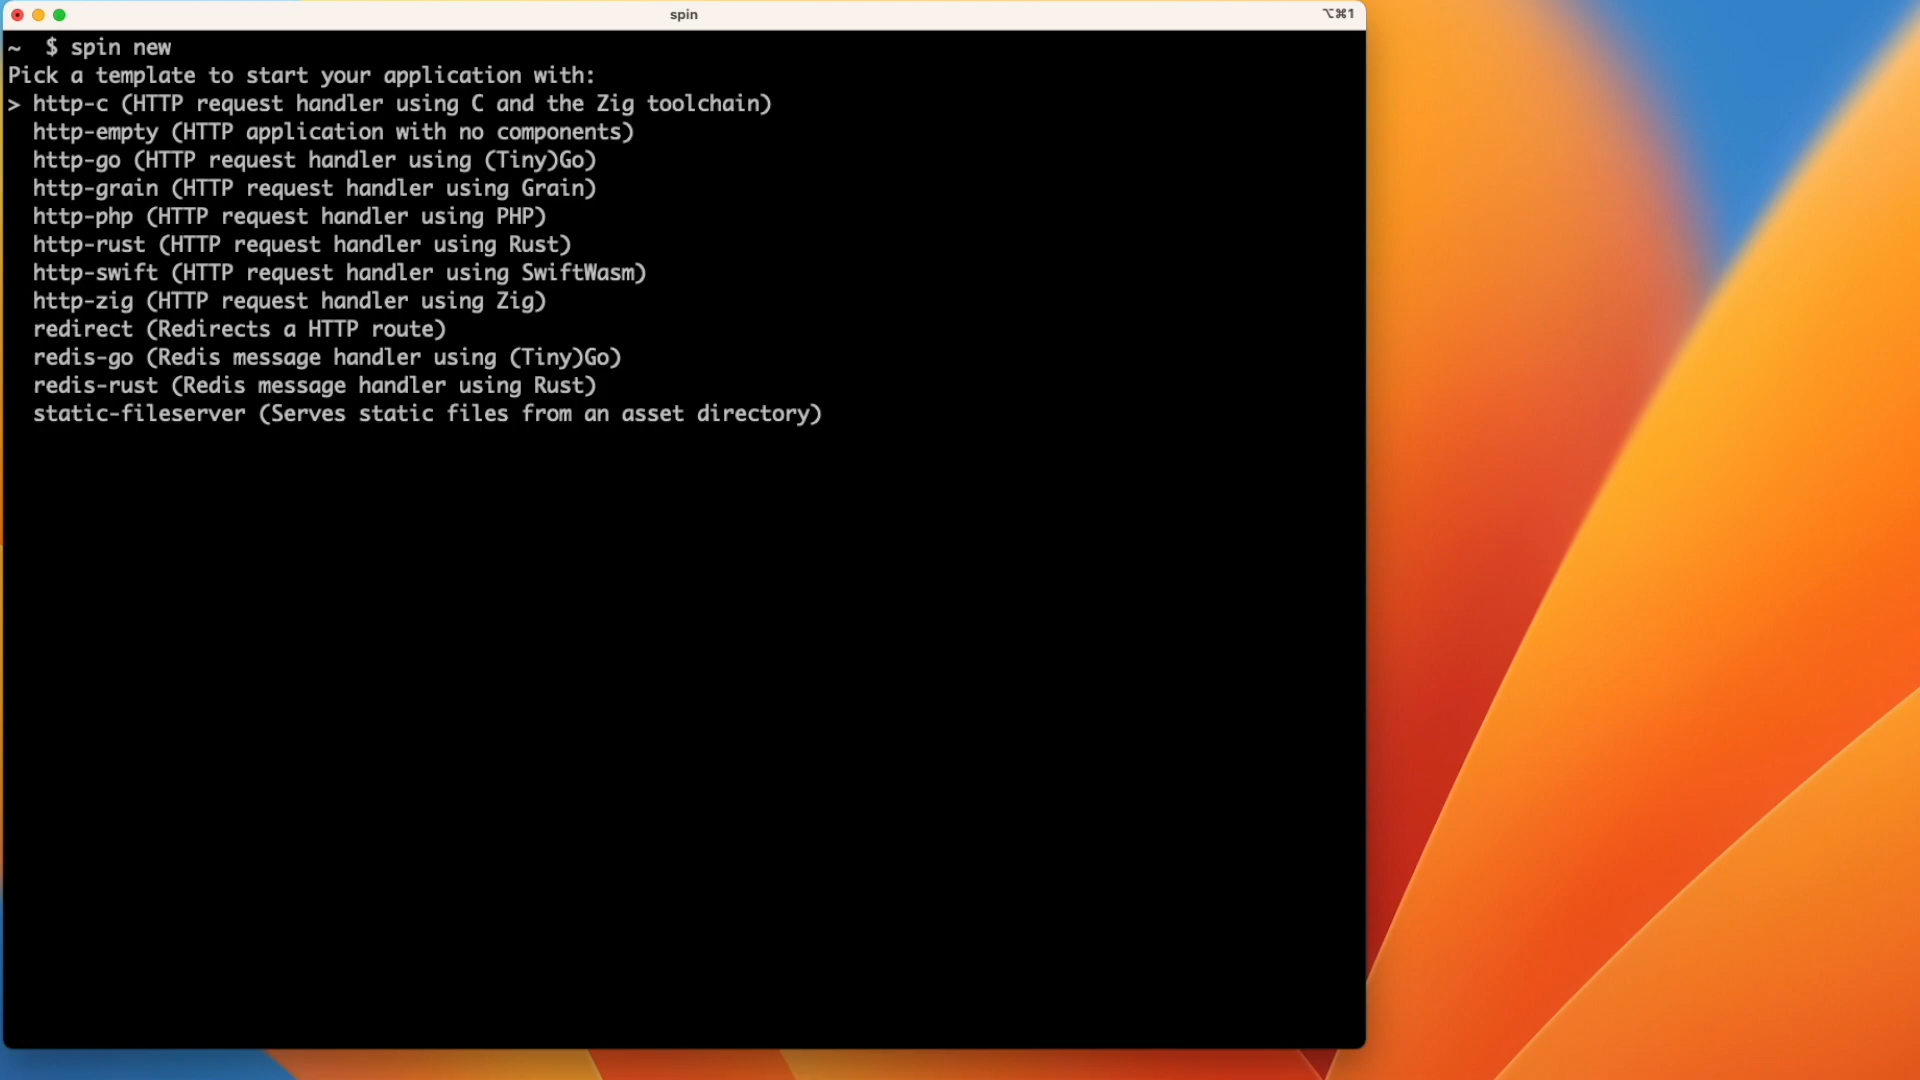 spin
⌥⌘1
~ $ spin new
Pick a template to start your application with:
> http-c (HTTP request handler using C and the Zig toolchain)
http-empty (HTTP application with no components)
http-go (HTTP request handler using (Tiny)Go)
http-grain (HTTP request handler using Grain)
http-php (HTTP request handler using PHP)
http-rust (HTTP request handler using Rust)
http-swift (HTTP request handler using SwiftWasm)
http-zig (HTTP request handler using Zig)
redirect (Redirects a HTTP route)
redis-go (Redis message handler using (Tiny)Go)
redis-rust (Redis message handler using Rust)
static-fileserver (Serves static files from an asset directory)